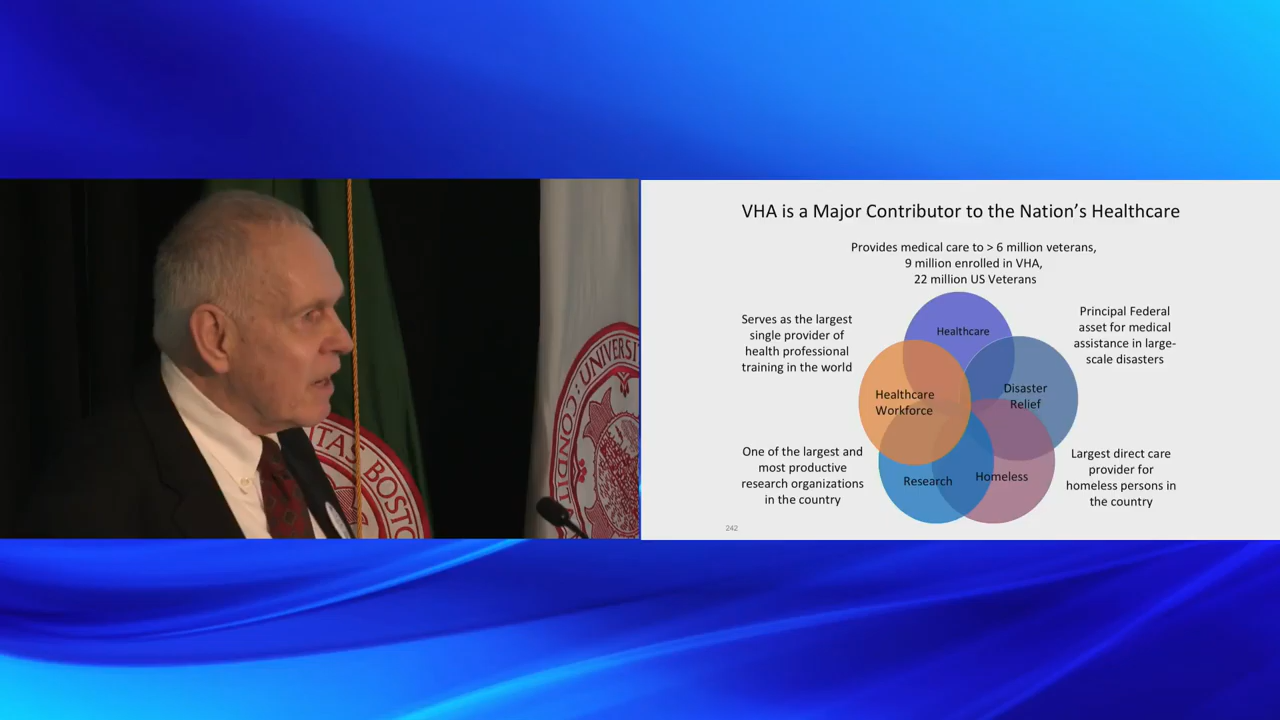 VHA is a Major Contributor to the Nation's Healthcare
Provides medical care to > 6 million veterans,
9 million enrolled in VHA,
22 million US Veterans
Serves as the largest
single provider of
health professional
training in the world
Principal Federal
asset for medical
assistance in large-
scale disasters
Healthcare
Healthcare
Workforce
Disaster
Relief
One of the largest and
most productive
research organizations
in the country
Research
Homeless
Largest direct care
provider for
homeless persons in
the country
242
TAS BOSTO
UNIVERS
CONDIT